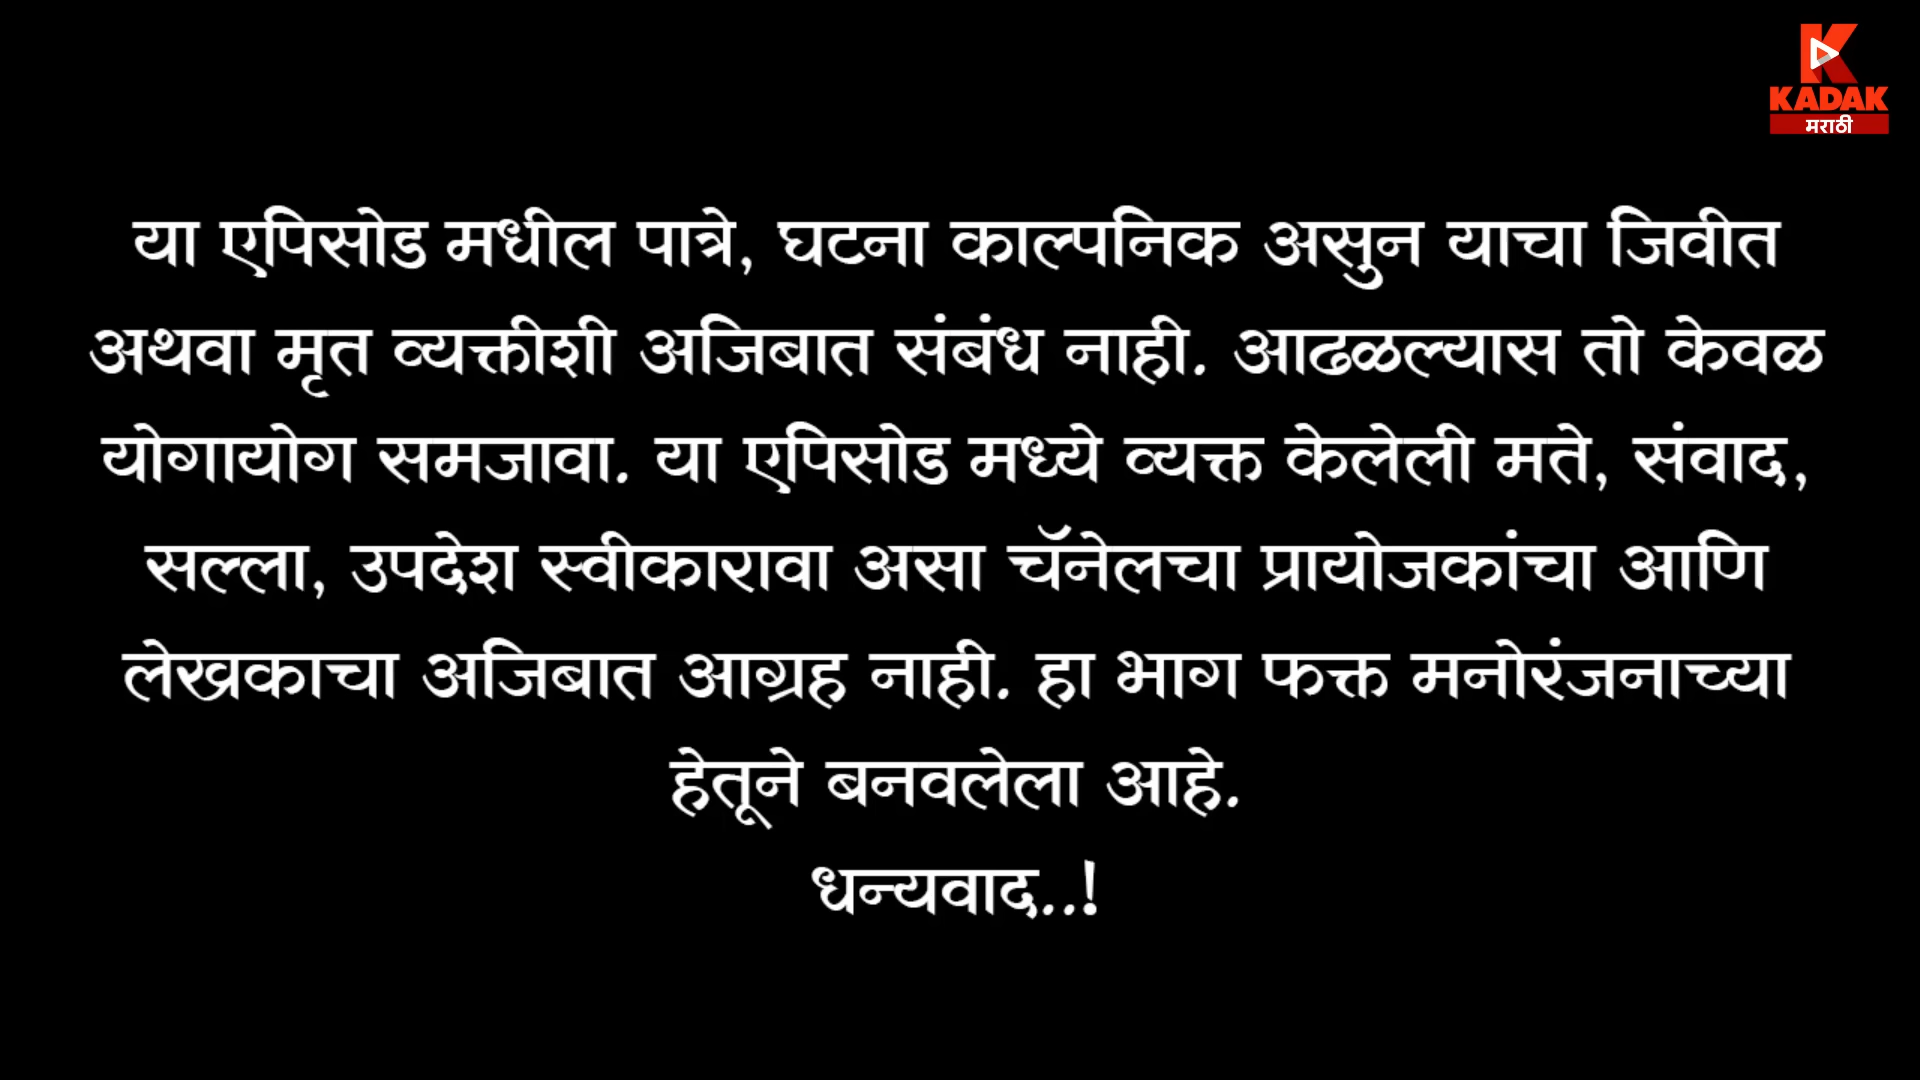 KADAK
मराठी
या एपिसोड मधील पात्रे, घटना काल्पनिक असुन याचा जिवीत
अथवा मृत व्यक्तीशी अजिबात संबंध नाही. आढळल्यास तो केवळ
योगायोग समजावा. या एपिसोड मध्ये व्यक्त केलेली मते, संवाद,
सल्ला, उपदेश स्वीकारावा असा चॅनेलचा प्रायोजकांचा आणि
लेखकाचा अजिबात आग्रह नाही. हा भाग फक्त मनोरंजनाच्या
हेतूने बनवलेला आहे.
धन्यवाद..!